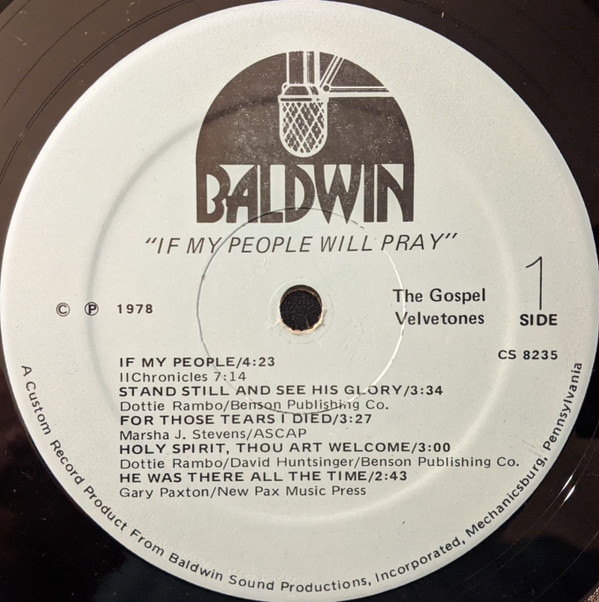 BALDWIN
"IF MY PEOPLE WILL PRAY"
© ℗ 1978
The Gospel
Velvetones
1
SIDE
CS 8235
IF MY PEOPLE/4:23
IIChronicles 7:14
STAND STILL AND SEE HIS GLORY/3:34
Dottie Rambo/Benson Publishing Co.
FOR THOSE TEARS I DIED/3:27
Marsha J. Stevens/ASCAP
HOLY SPIRIT, THOU ART WELCOME/3:00
Dottie Rambo/David Huntsinger/Benson Publishing Co.
HE WAS THERE ALL THE TIME/2:43
Gary Paxton/New Pax Music Press
A Custom Record Product From Baldwin Sound Productions, Incorporated, Mechanicsburg, Pennsylvania